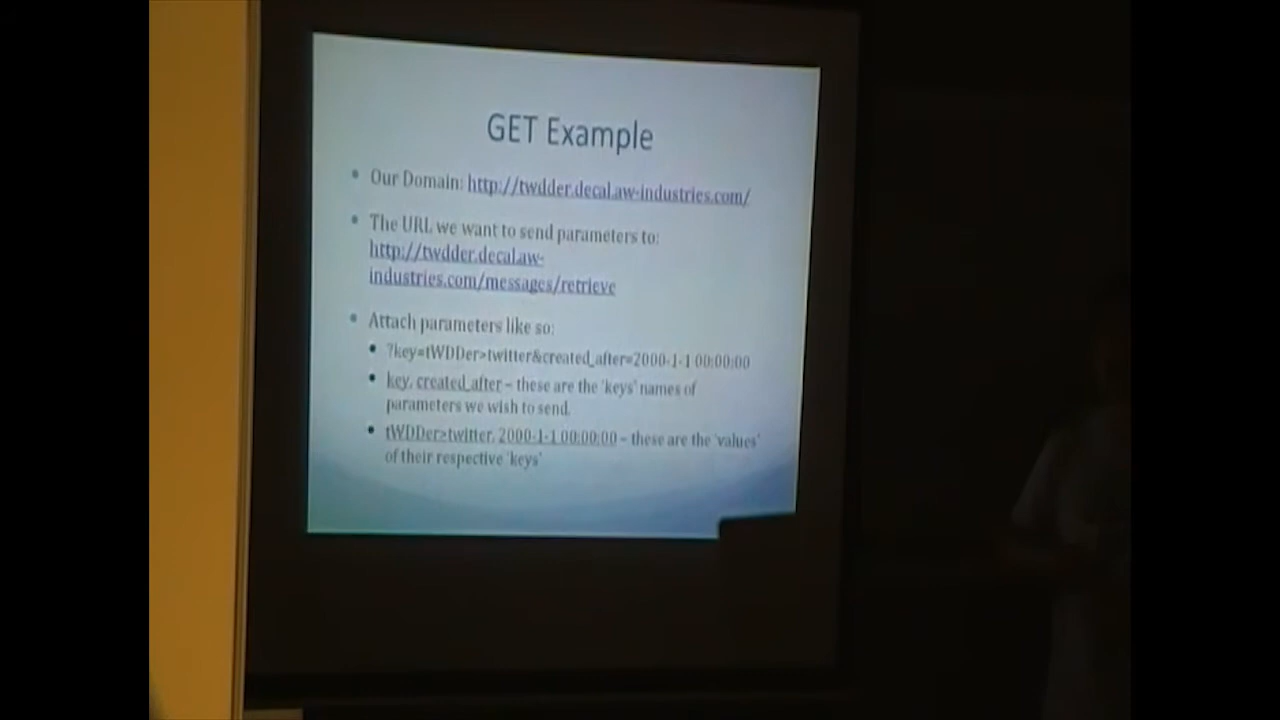 GET Example
Our Domain: http://twdder.decal.aw-industries.com/
The URL we want to send parameters to:
http://twdder.decal.aw-
industries.com/messages/retrieve
Attach parameters like so:
?key=tWDDer>twitter&created_after=2000-1-1 00:00:00
key, created_after – these are the 'keys' names of
parameters we wish to send.
tWDDer>twitter, 2000-1-1 00:00:00 – these are the 'values'
of their respective 'keys'